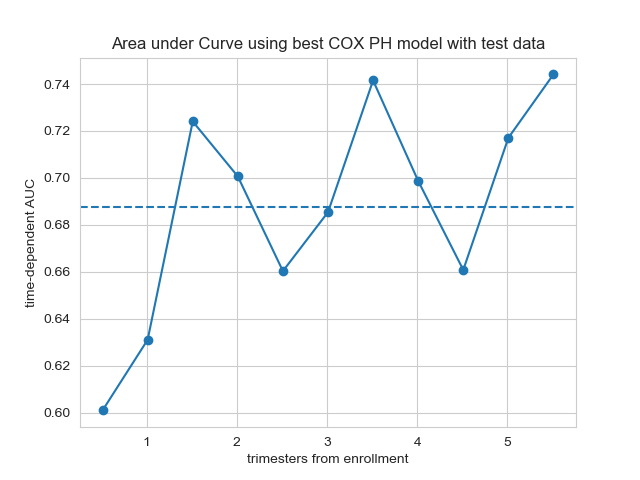 Area under Curve using best COX PH model with test data
time-dependent AUC
0.74
0.72
0.70
0.68
0.66
0.64
0.62
0.60
1 2 3 4 5
trimesters from enrollment